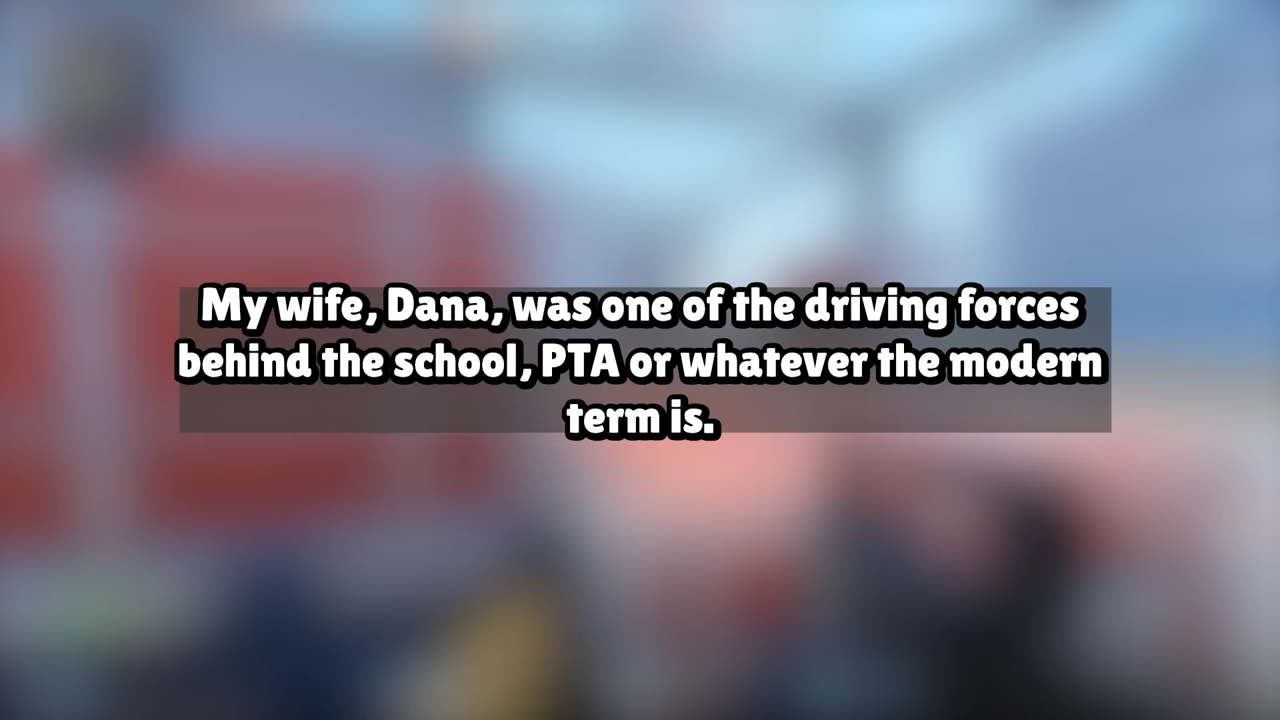 My wife, Dana, was one of the driving forces
behind the school, PTA or whatever the modern
term is.